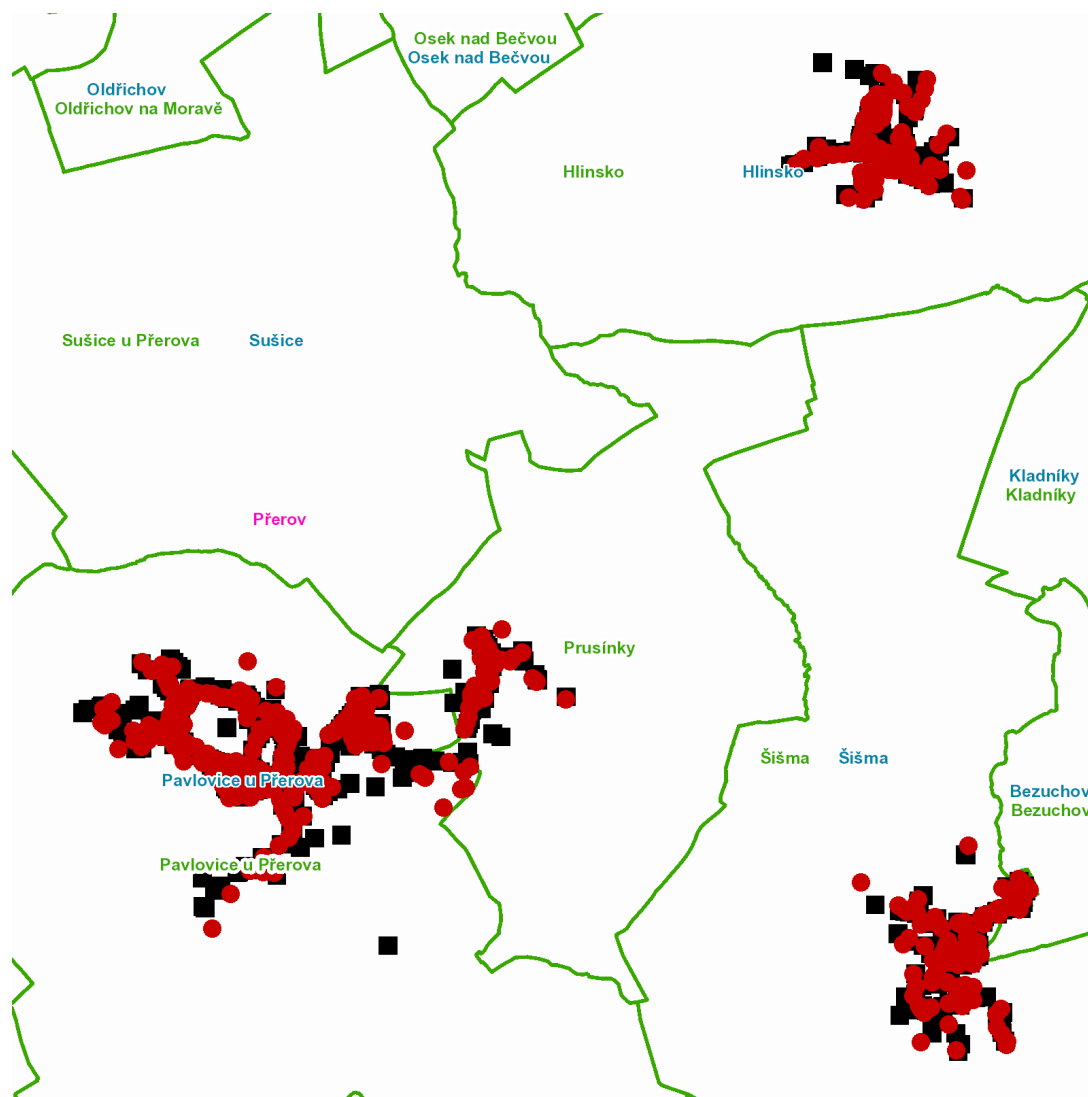 Osek nad Bečvou
Osek nad Bečvou
Oldřichov
Oldřichov na Moravě
Hlinsko
Hlinsko
Sušice u Přerova
Sušice
Kladníky
Kladníky
Přerov
Prusínky
Šišma
Šišma
Pavlovice u Přerova
Bezuchov
Bezuchov
Pavlovice u Přerova